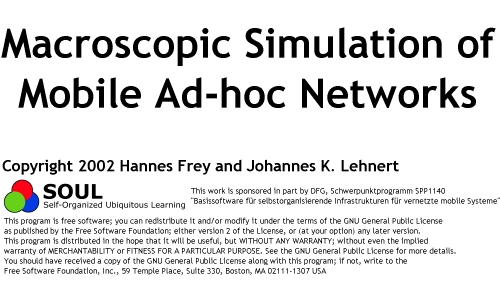 Macroscopic Simulation of
Mobile Ad-hoc Networks
Copyright 2002 Hannes Frey and Johannes K. Lehnert
SOUL
Self-Organized Ubiquitous Learning
This work is sponsored in part by DFG, Schwerpunktprogramm SPP1140
"Basissoftware für selbstorganisierende Infrastrukturen für vernetzte mobile Systeme"
This program is free software; you can redistribute it and/or modify it under the terms of the GNU General Public License
as published by the Free Software Foundation; either version 2 of the License, or (at your option) any later version.
This program is distributed in the hope that it will be useful, but WITHOUT ANY WARRANTY; without even the implied
warranty of MERCHANTABILITY or FITNESS FOR A PARTICULAR PURPOSE. See the GNU General Public License for more details.
You should have received a copy of the GNU General Public License along with this program; if not, write to the
Free Software Foundation, Inc., 59 Temple Place, Suite 330, Boston, MA 02111-1307 USA